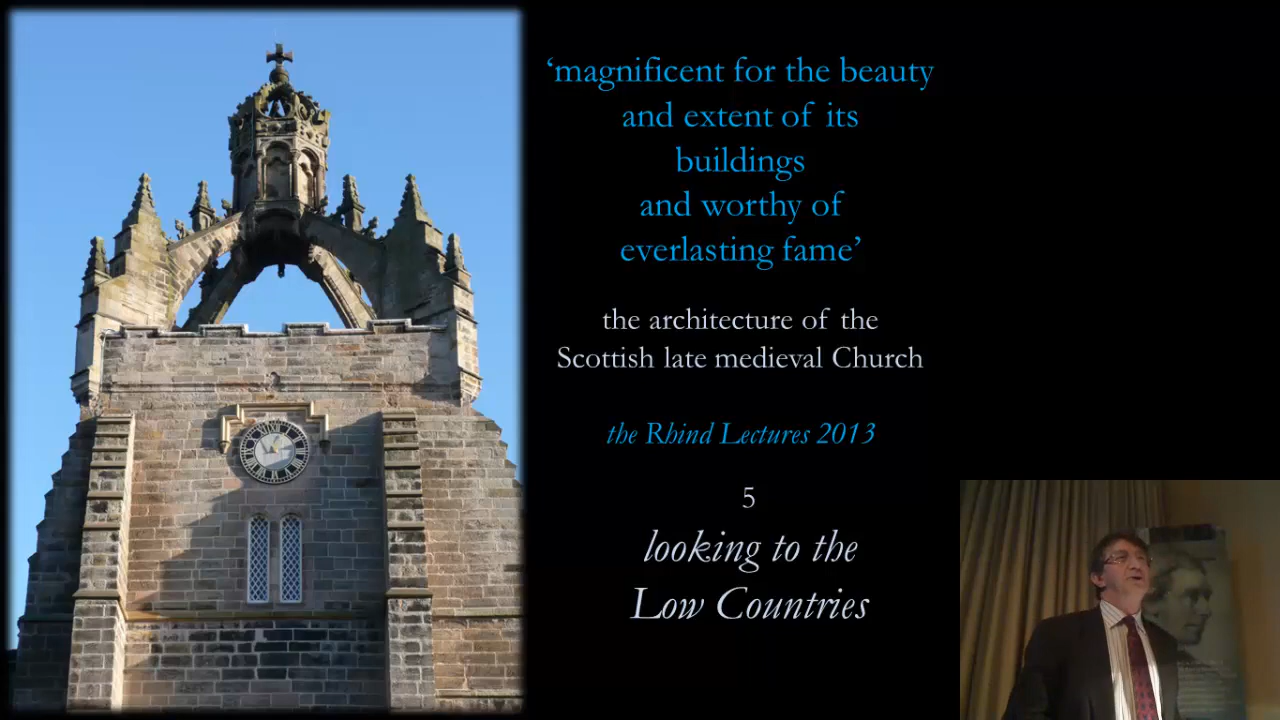 ‘magnificent for the beauty
and extent of its
buildings
and worthy of
everlasting fame’
the architecture of the
Scottish late medieval Church
the Rhind Lectures 2013
5
looking to the
Low Countries